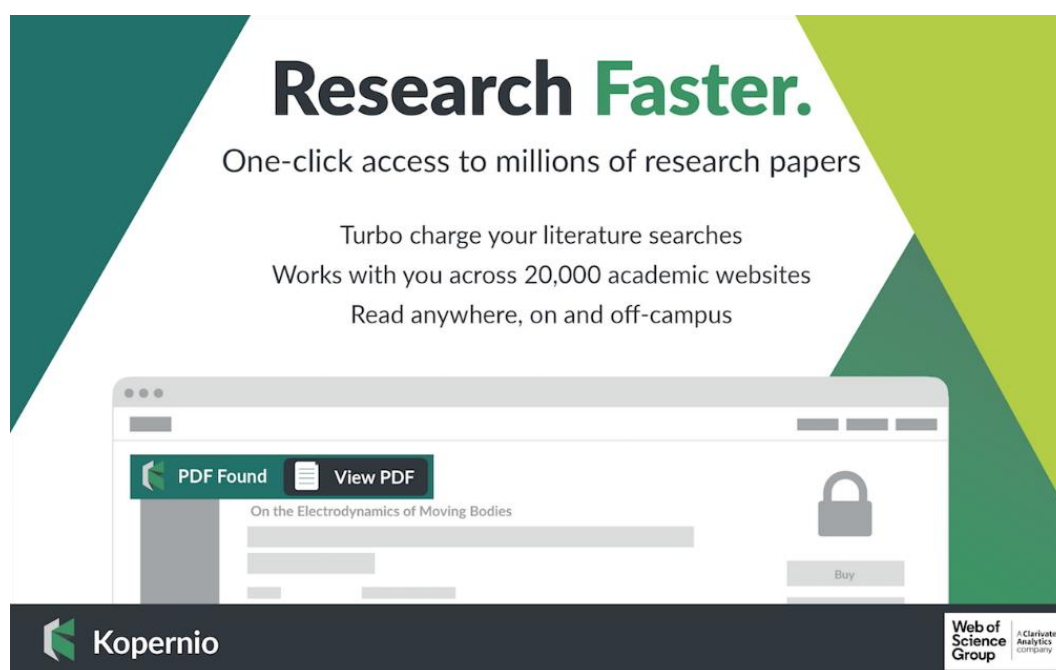 Research Faster.
One-click access to millions of research papers
Turbo charge your literature searches
Works with you across 20,000 academic websites
Read anywhere, on and off-campus
PDF Found
View PDF
On the Electrodynamics of Moving Bodies
Buy
Kopernio
Web of
Science
Group
A Clarivate
Analytics
company